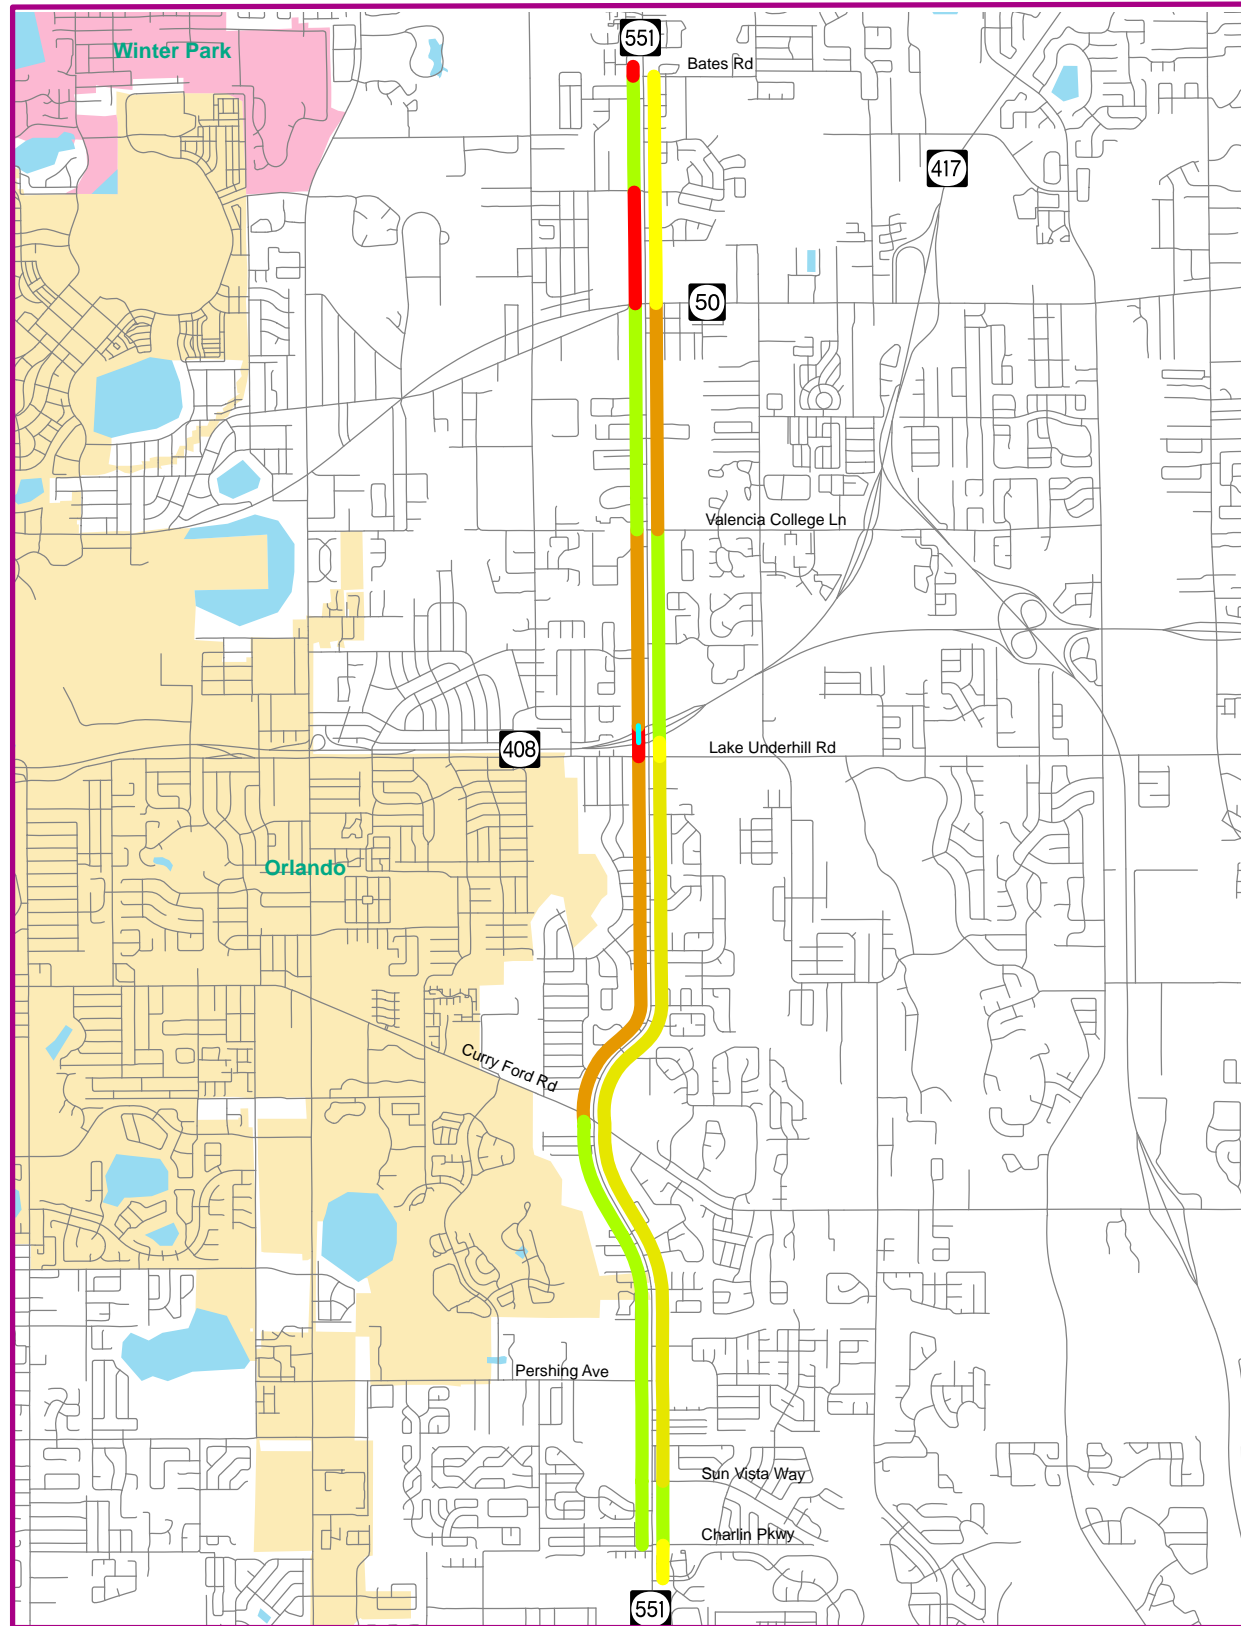 551
Winter Park
Bates Rd
417
50
Valencia College Ln
408
Lake Underhill Rd
Orlando
Curry Ford Rd
Pershing Ave
Sun Vista Way
Charlin Pkwy
551